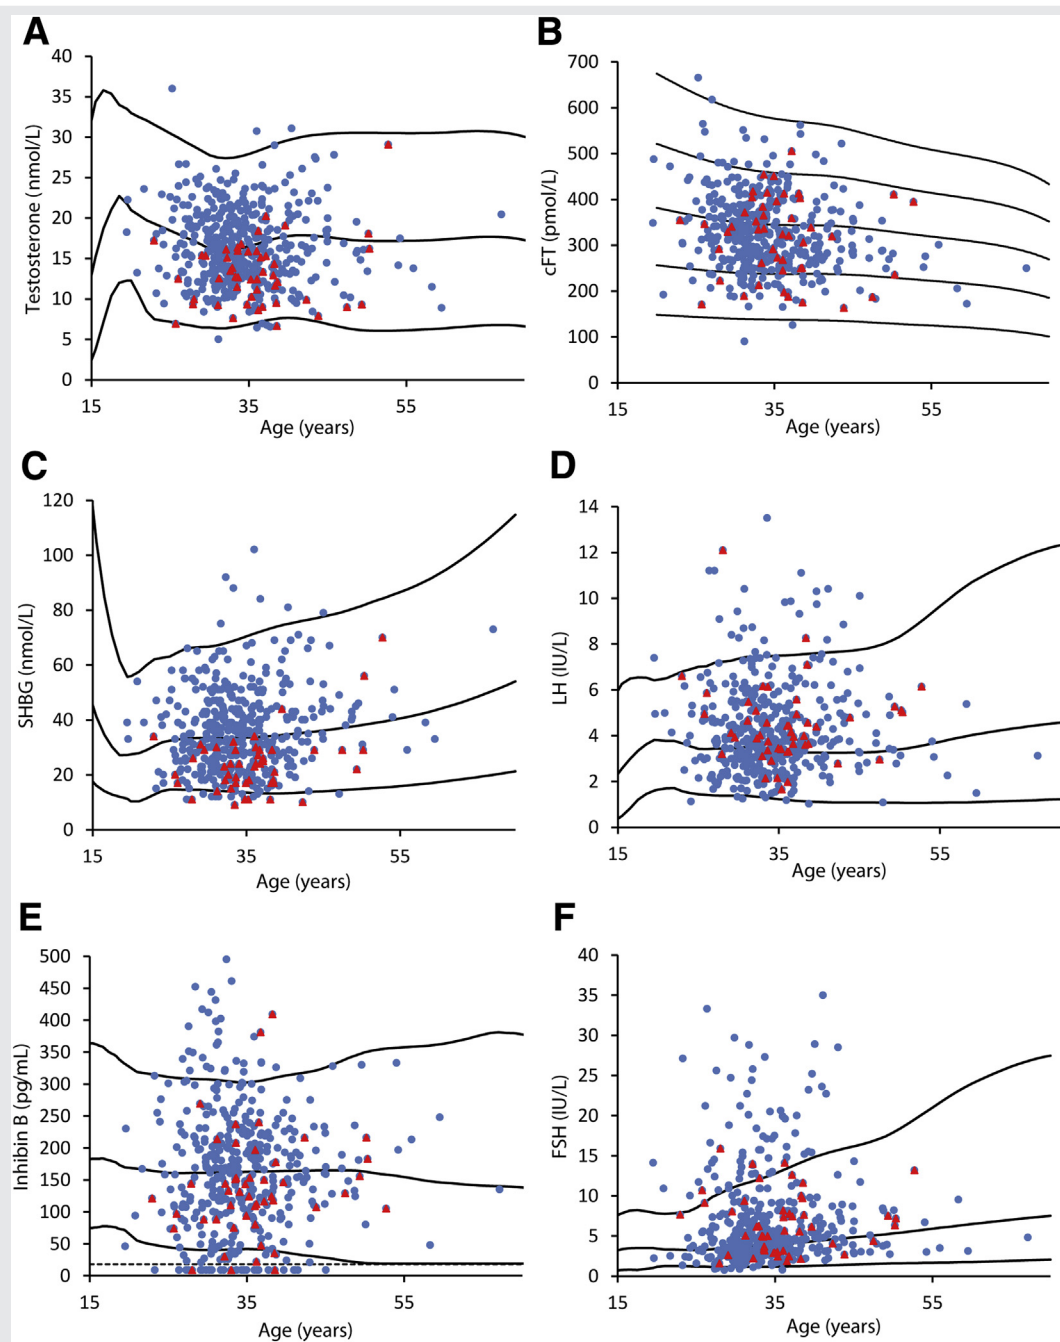 A
Testosterone (nmol/L)
40
35
30
25
20
15
10
5
0
15 35 55
Age (years)
B
cFT (pmol/L)
700
600
500
400
300
200
100
0
15 35 55
Age (years)
C
SHBG (nmol/L)
120
100
80
60
40
20
0
15 35 55
Age (years)
D
LH (IU/L)
14
12
10
8
6
4
2
0
15 35 55
Age (years)
E
Inhibin B (pg/mL)
500
450
400
350
300
250
200
150
100
50
0
15 35 55
Age (years)
F
FSH (IU/L)
40
35
30
25
20
15
10
5
0
15 35 55
Age (years)